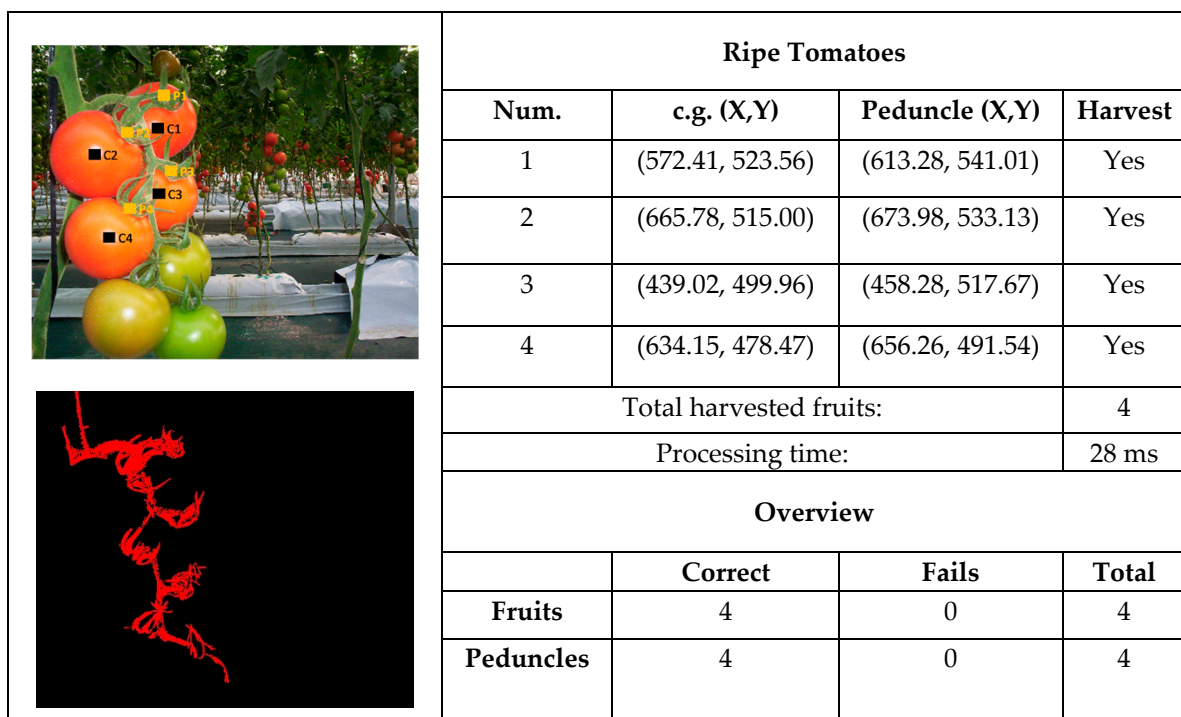 P1
C1
P2
C2
P3
C3
P4
C4
Ripe Tomatoes
Num. c.g. (X,Y) Peduncle (X,Y) Harvest
1 (572.41, 523.56) (613.28, 541.01) Yes
2 (665.78, 515.00) (673.98, 533.13) Yes
3 (439.02, 499.96) (458.28, 517.67) Yes
4 (634.15, 478.47) (656.26, 491.54) Yes
Total harvested fruits: 4
Processing time: 28 ms
Overview
Correct Fails Total
Fruits 4 0 4
Peduncles 4 0 4